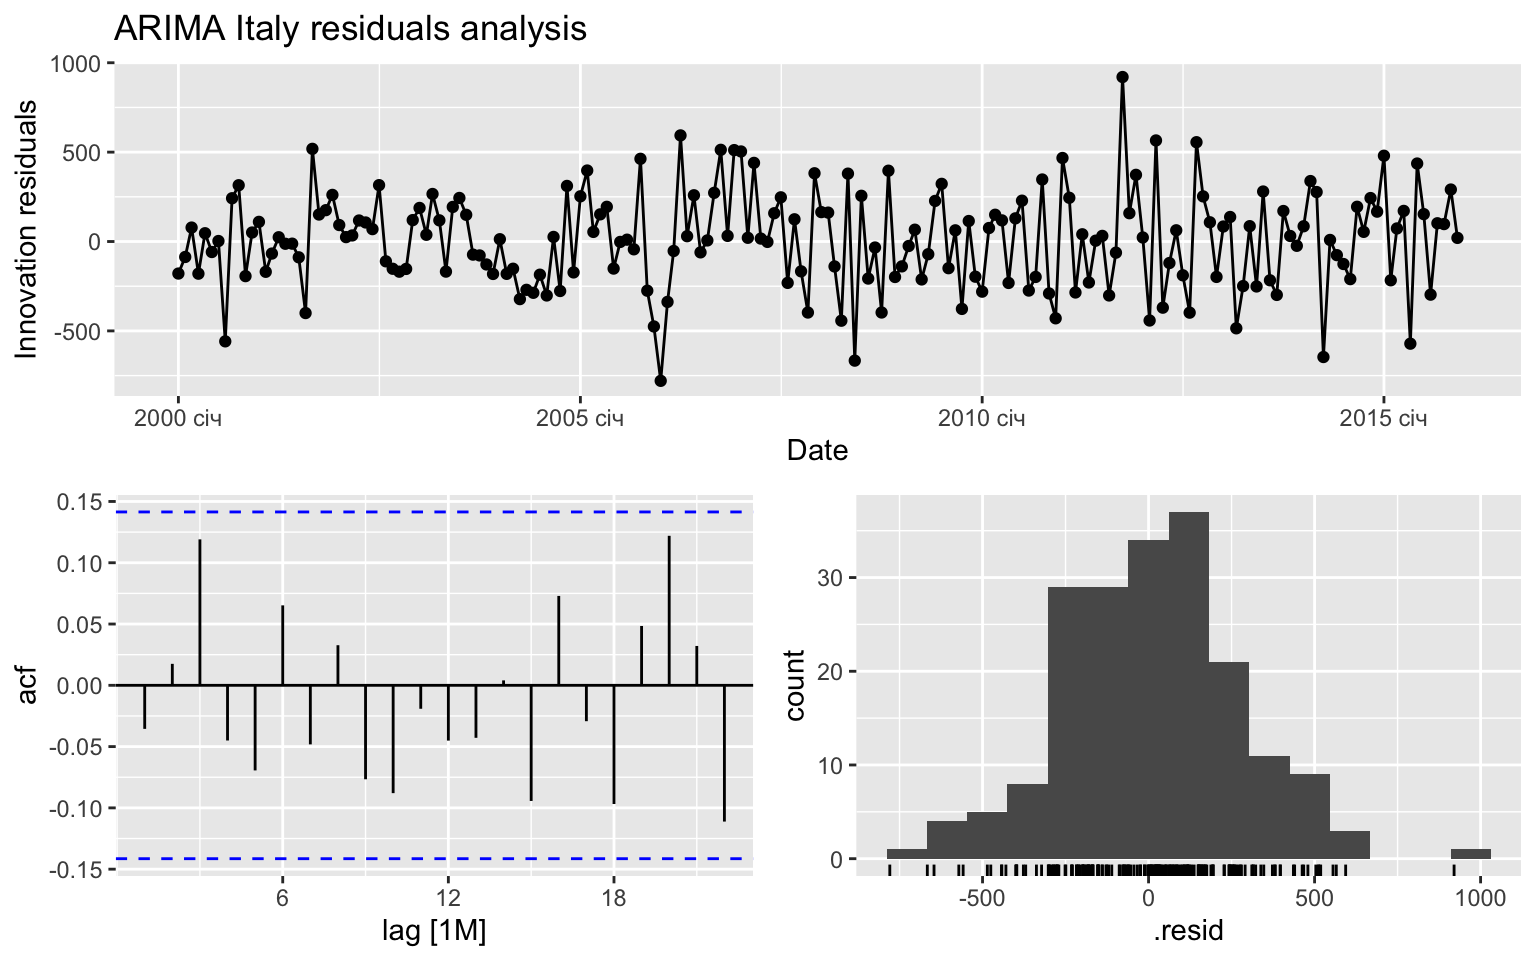 ARIMA Italy residuals analysis
Innovation residuals
1000
500
0
-500
2000 січ
2005 січ
2010 січ
2015 січ
Date
acf
0.15
0.10
0.05
0.00
-0.05
-0.10
-0.15
6
12
18
lag [1M]
count
30
20
10
0
-500
0
500
1000
.resid